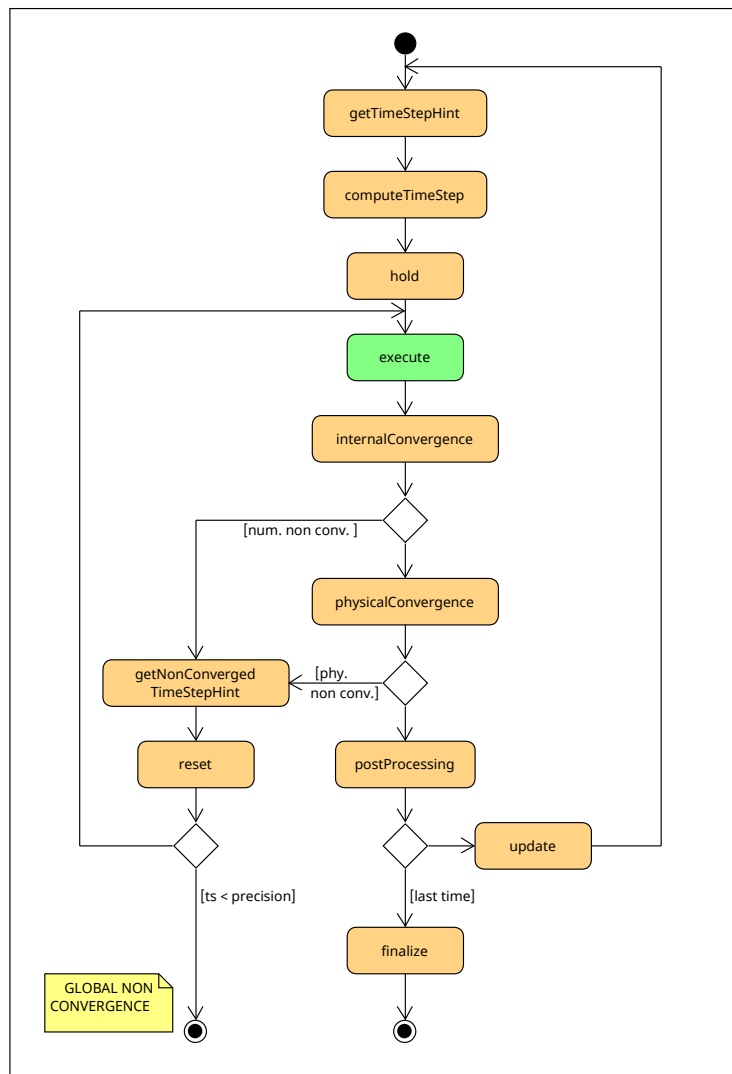 getTimeStepHint
computeTimeStep
hold
execute
internalConvergence
[num. non conv. ]
physicalConvergence
getNonConverged
TimeStepHint
[phy.
non conv.]
reset
postProcessing
update
[ts < precision]
[last time]
finalize
GLOBAL NON
CONVERGENCE